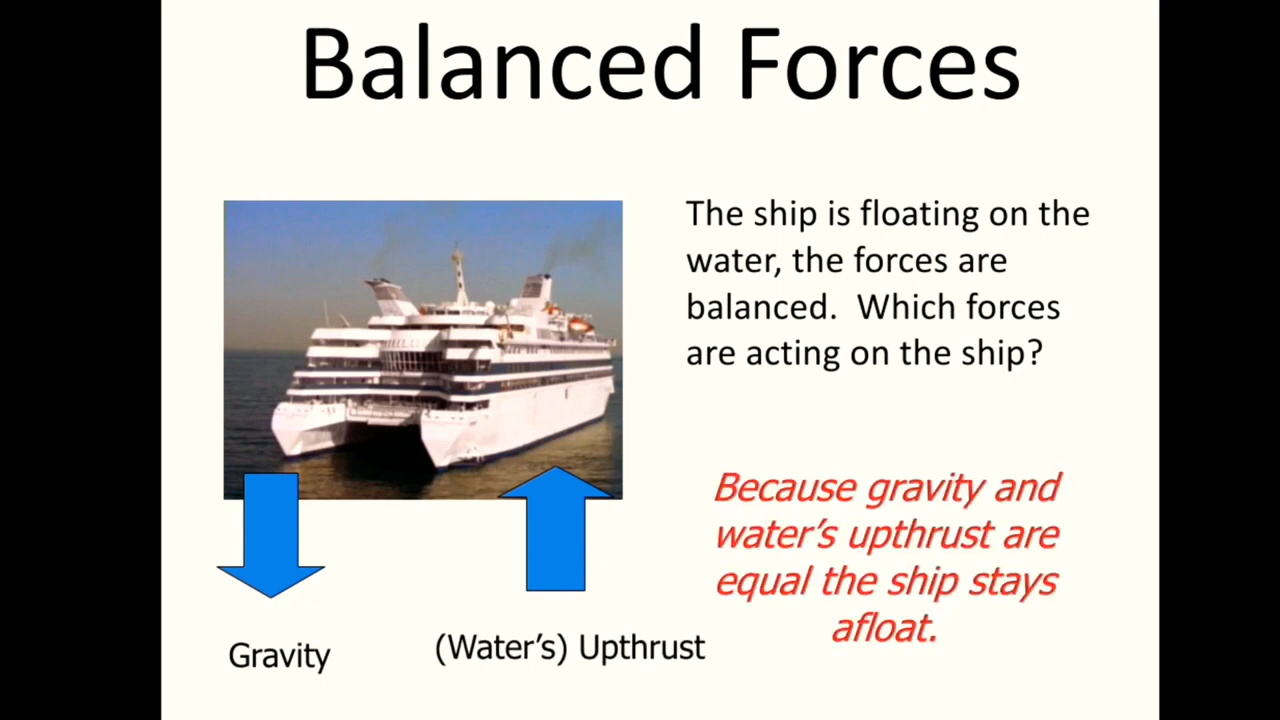 Balanced Forces
The ship is floating on the
water, the forces are
balanced.  Which forces
are acting on the ship?
Because gravity and
water's upthrust are
equal the ship stays
afloat.
Gravity
(Water's) Upthrust